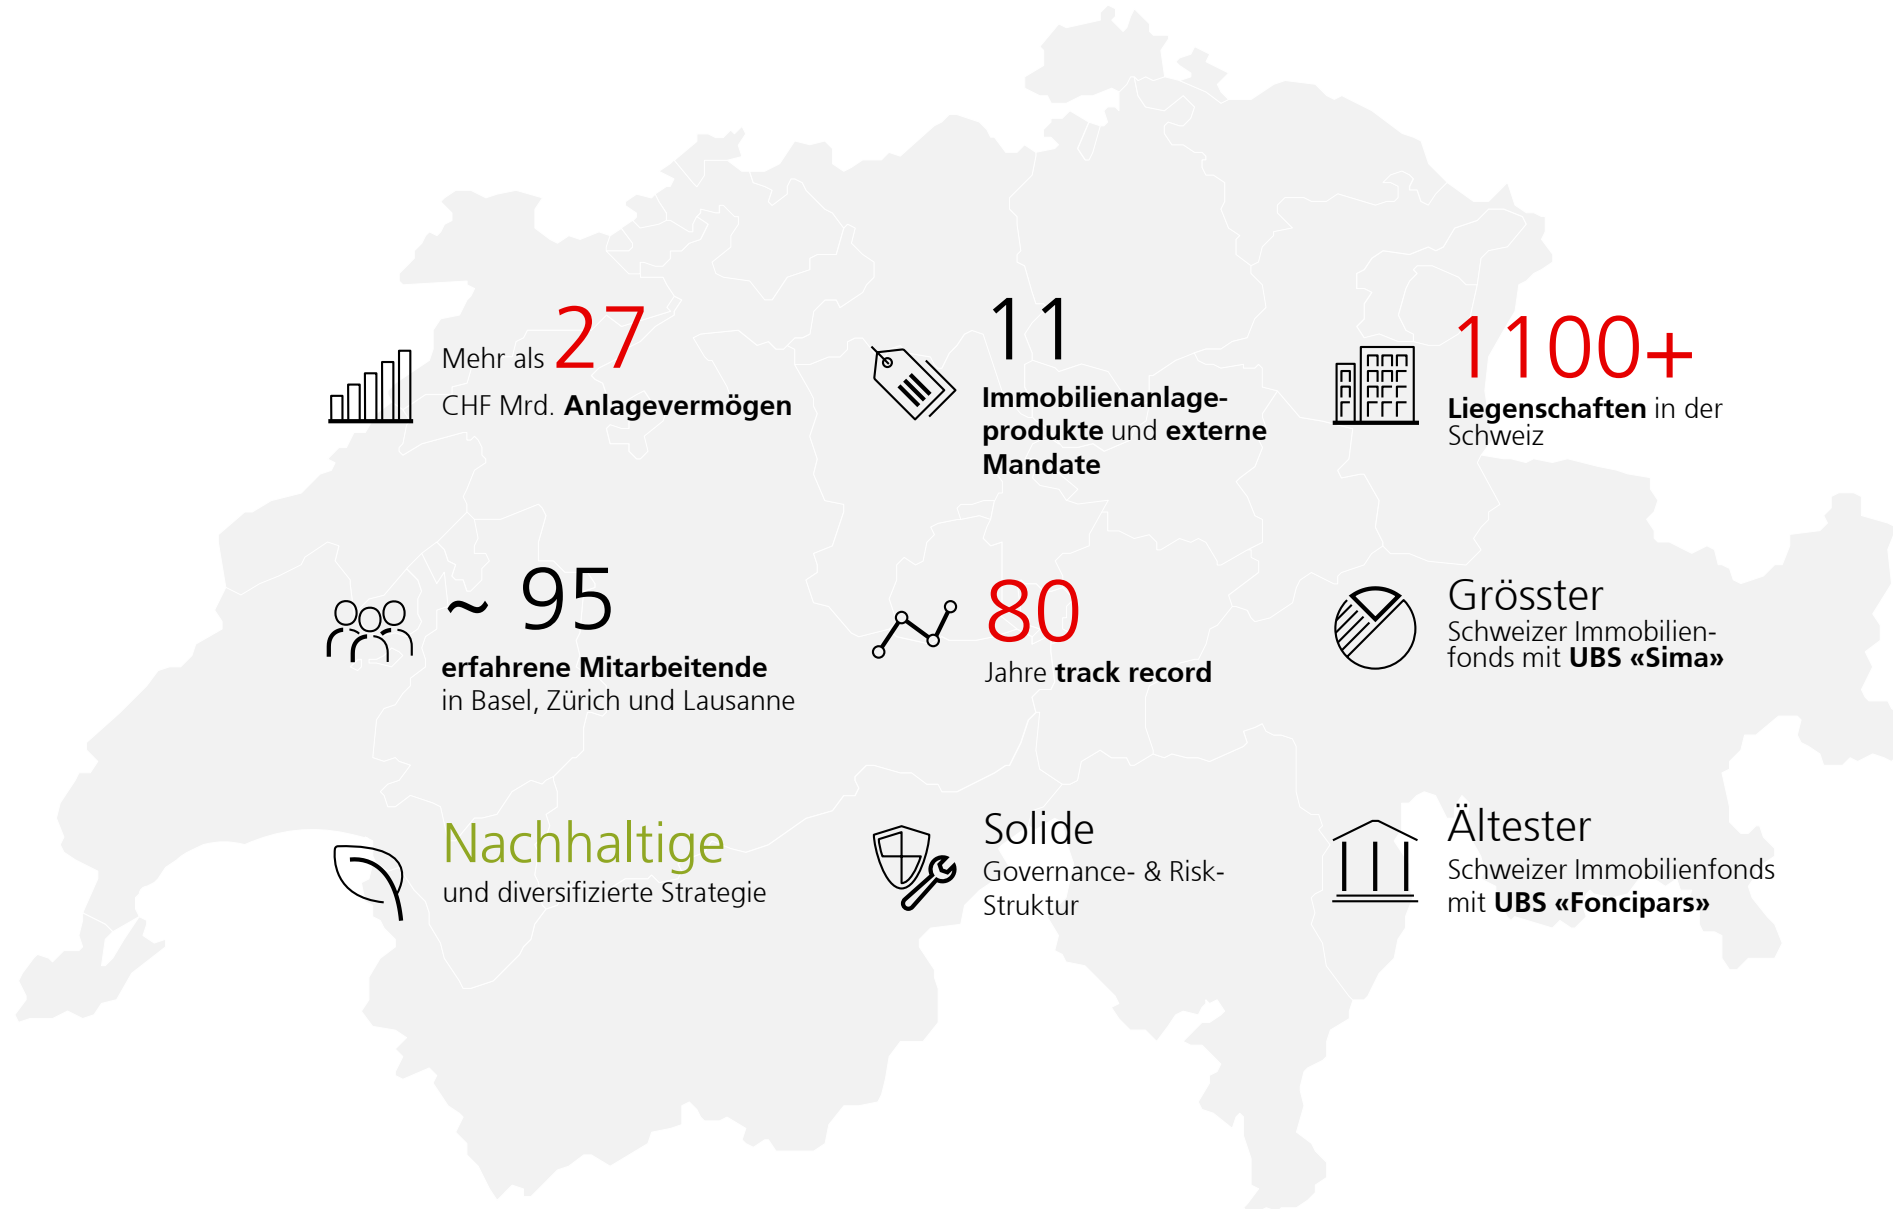 Mehr als 27
CHF Mrd. Anlagevermögen
11
Immobilienanlage-
produkte und externe
Mandate
1100+
Liegenschaften in der
Schweiz
~ 95
erfahrene Mitarbeitende
in Basel, Zürich und Lausanne
80
Jahre track record
Grösster
Schweizer Immobilien-
fonds mit UBS «Sima»
Nachhaltige
und diversifizierte Strategie
Solide
Governance- & Risk-
Struktur
Ältester
Schweizer Immobilienfonds
mit UBS «Foncipars»